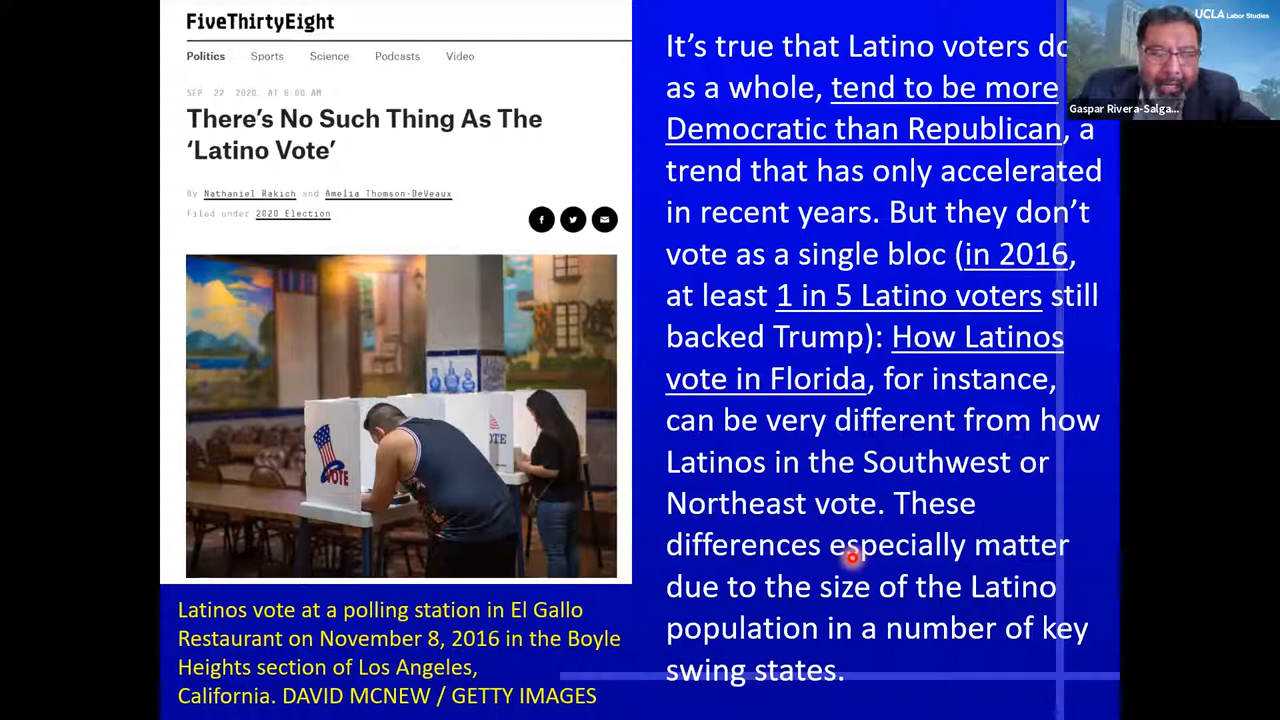 FiveThirtyEight
Politics Sports Science Podcasts Video
SEP. 22, 2020, AT 6:00 AM
There's No Such Thing As The
'Latino Vote'
By Nathaniel Rakich and Amelia Thomson-DeVeaux
Filed under 2020 Election
VOTE
VOTE
Latinos vote at a polling station in El Gallo
Restaurant on November 8, 2016 in the Boyle
Heights section of Los Angeles,
California. DAVID MCNEW / GETTY IMAGES
It's true that Latino voters do
as a whole, tend to be more
Democratic than Republican, a
trend that has only accelerated
in recent years. But they don't
vote as a single bloc (in 2016,
at least 1 in 5 Latino voters still
backed Trump): How Latinos
vote in Florida, for instance,
can be very different from how
Latinos in the Southwest or
Northeast vote. These
differences especially matter
due to the size of the Latino
population in a number of key
swing states.
UCLA Labor Studies
Gaspar Rivera-Salga...